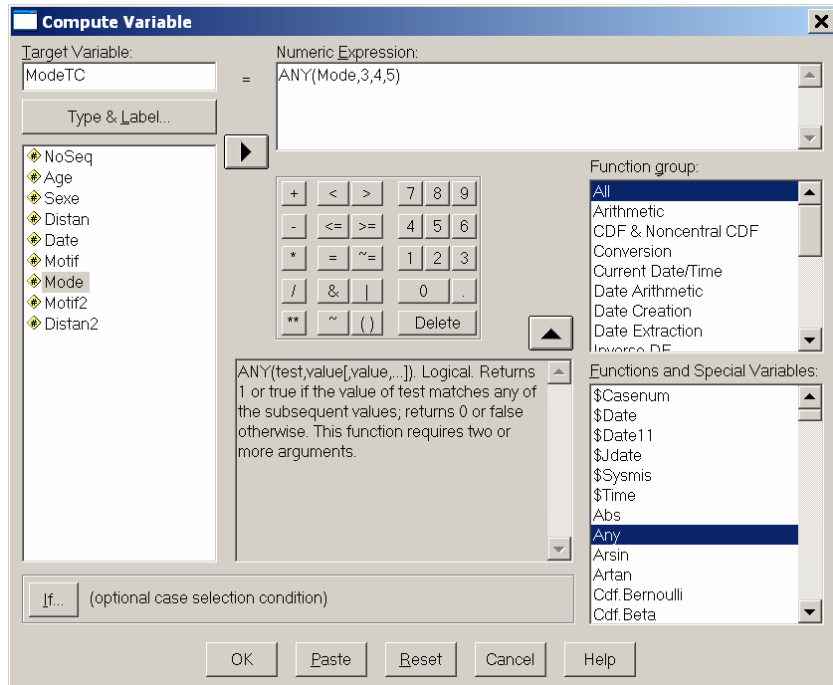 Compute Variable
Target Variable:
ModeTC
=
Numeric Expression:
ANY(Mode,3,4,5)
Type & Label...
NoSeq
Age
Sexe
Distan
Date
Motif
Mode
Motif2
Distan2
+ < > 7 8 9
- <= >= 4 5 6
* = ~= 1 2 3
/ & | 0 .
** ~ ( ) Delete
Function group:
All
Arithmetic
CDF & Noncentral CDF
Conversion
Current Date/Time
Date Arithmetic
Date Creation
Date Extraction
Inverse DF
ANY(test,value[,value,...]). Logical. Returns
1 or true if the value of test matches any of
the subsequent values; returns 0 or false
otherwise. This function requires two or
more arguments.
Functions and Special Variables:
$Casenum
$Date
$Date11
$Jdate
$Sysmis
$Time
Abs
Any
Arsin
Artan
Cdf.Bernoulli
Cdf.Beta
If... (optional case selection condition)
OK Paste Reset Cancel Help